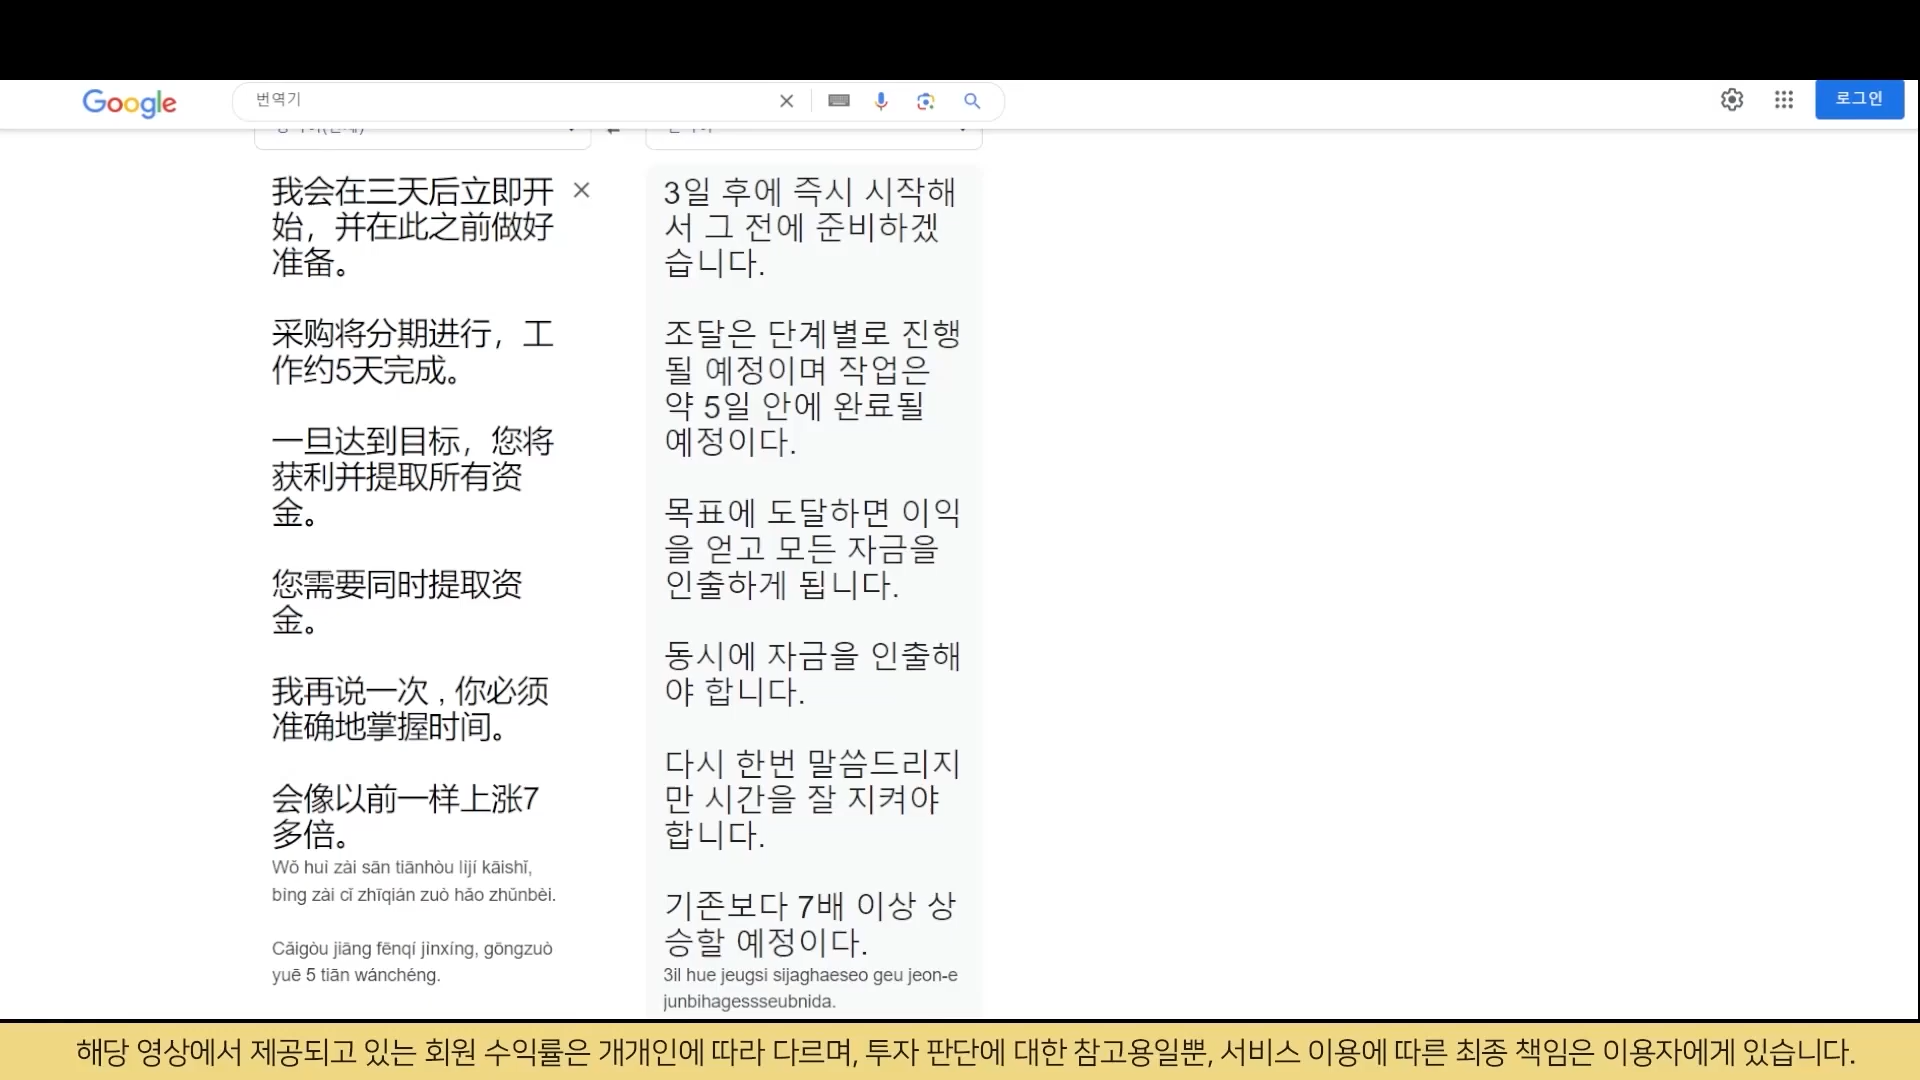 Google
번역기
로그인
我会在三天后立即开
始，并在此之前做好
准备。
采购将分期进行，工
作约5天完成。
一旦达到目标，您将
获利并提取所有资
金。
您需要同时提取资
金。
我再说一次 , 你必须
准确地掌握时间。
会像以前一样上涨7
多倍。
Wǒ huì zài sān tiānhòu lìjí kāishǐ,
bìng zài cǐ zhīqián zuò hǎo zhǔnbèi.
Cǎigòu jiāng fēnqí jìnxíng, gōngzuò
yuē 5 tiān wánchéng.
3일 후에 즉시 시작해
서 그 전에 준비하겠
습니다.
조달은 단계별로 진행
될 예정이며 작업은
약 5일 안에 완료될
예정이다.
목표에 도달하면 이익
을 얻고 모든 자금을
인출하게 됩니다.
동시에 자금을 인출해
야 합니다.
다시 한번 말씀드리지
만 시간을 잘 지켜야
합니다.
기존보다 7배 이상 상
승할 예정이다.
3il hue jeugsi sijaghaeseo geu jeon-e
junbihagessseubnida.
해당 영상에서 제공되고 있는 회원 수익률은 개개인에 따라 다르며, 투자 판단에 대한 참고용일뿐, 서비스 이용에 따른 최종 책임은 이용자에게 있습니다.